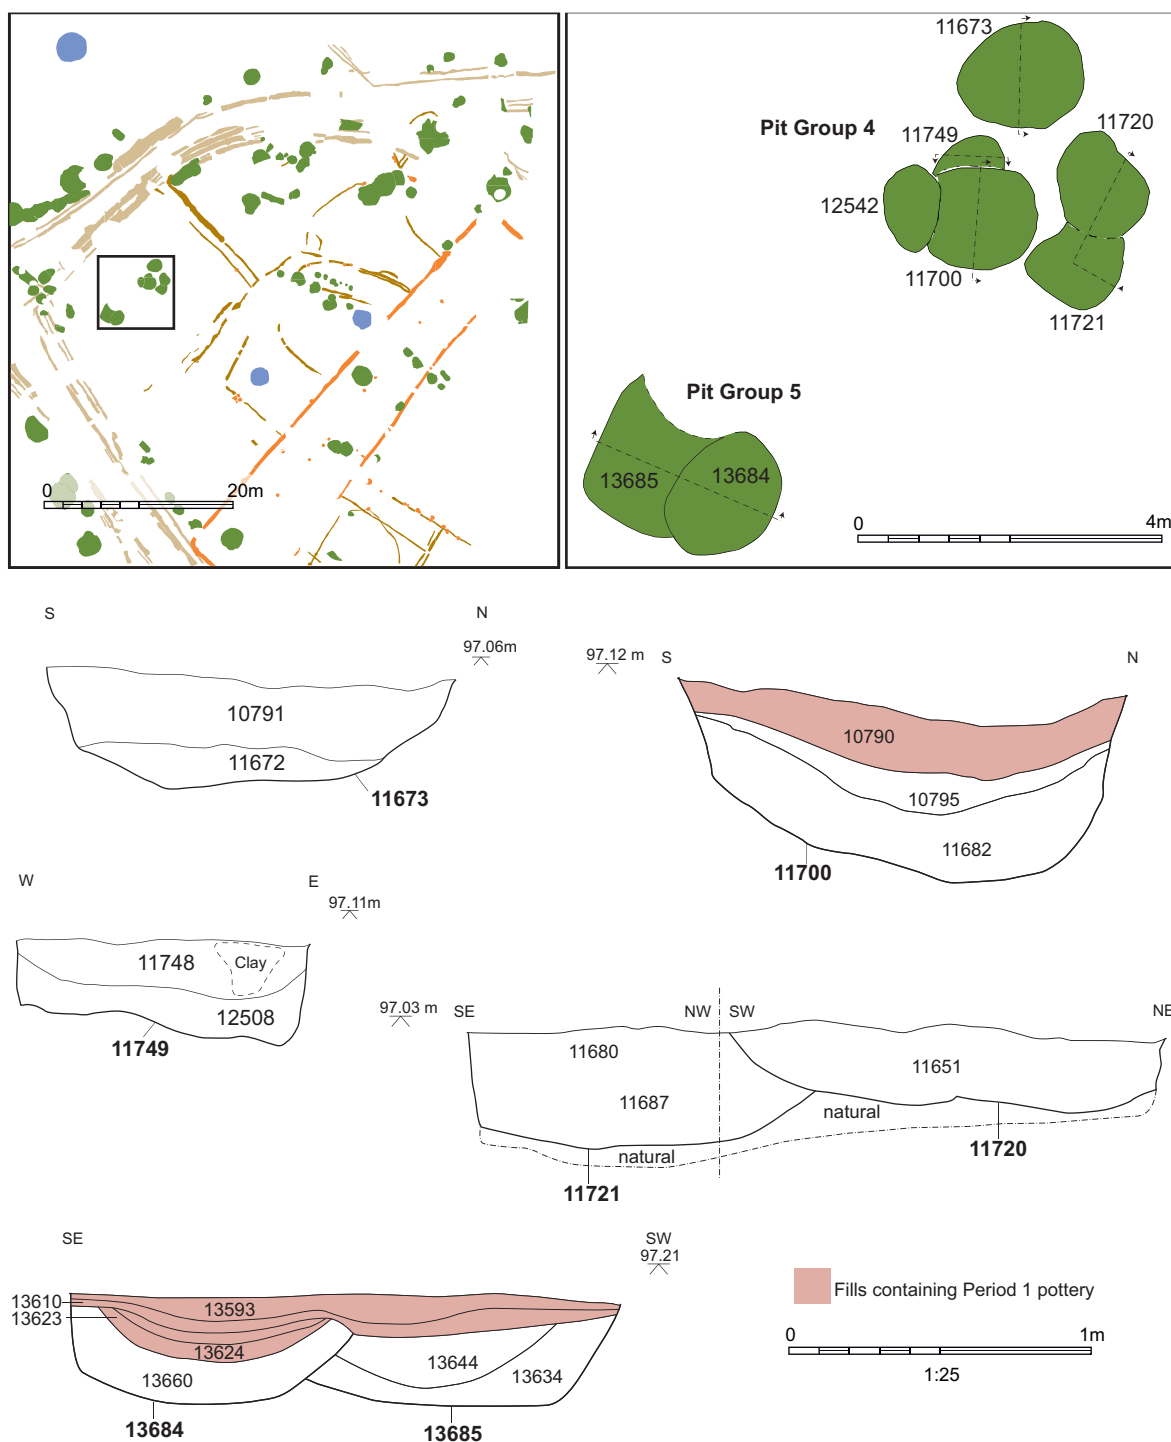 0
20m
11673
Pit Group 4
11749
11720
12542
11700
11721
Pit Group 5
13685
13684
0
4m
S
N
97.06m
10791
11672
11673
97.12 m
S
N
10790
10795
11682
11700
W
E
97.11m
11748
Clay
12508
11749
97.03 m
SE
NW
SW
NE
11680
11651
11687
natural
natural
11720
11721
SE
SW
97.21
13610
13593
13623
13624
13644
13660
13634
13684
13685
Fills containing Period 1 pottery
0
1m
1:25